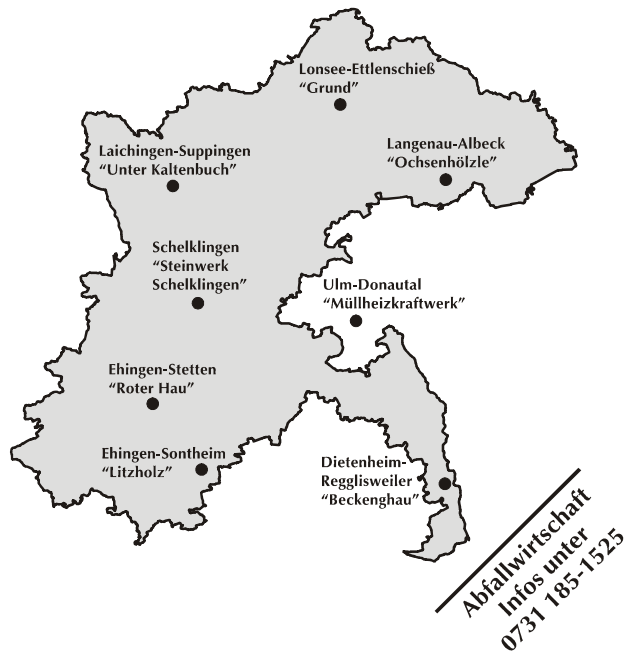 Lonsee-Ettlenschieß
“Grund”
Langenau-Albeck
“Ochsenhölzle”
Laichingen-Suppingen
“Unter Kaltenbuch”
Schelklingen
“Steinwerk
Schelklingen”
Ulm-Donautal
“Müllheizkraftwerk”
Ehingen-Stetten
“Roter Hau”
Ehingen-Sontheim
“Litzholz”
Dietenheim-
Regglisweiler
“Beckenghau”
Abfallwirtschaft
Infos unter
0731 185-1525